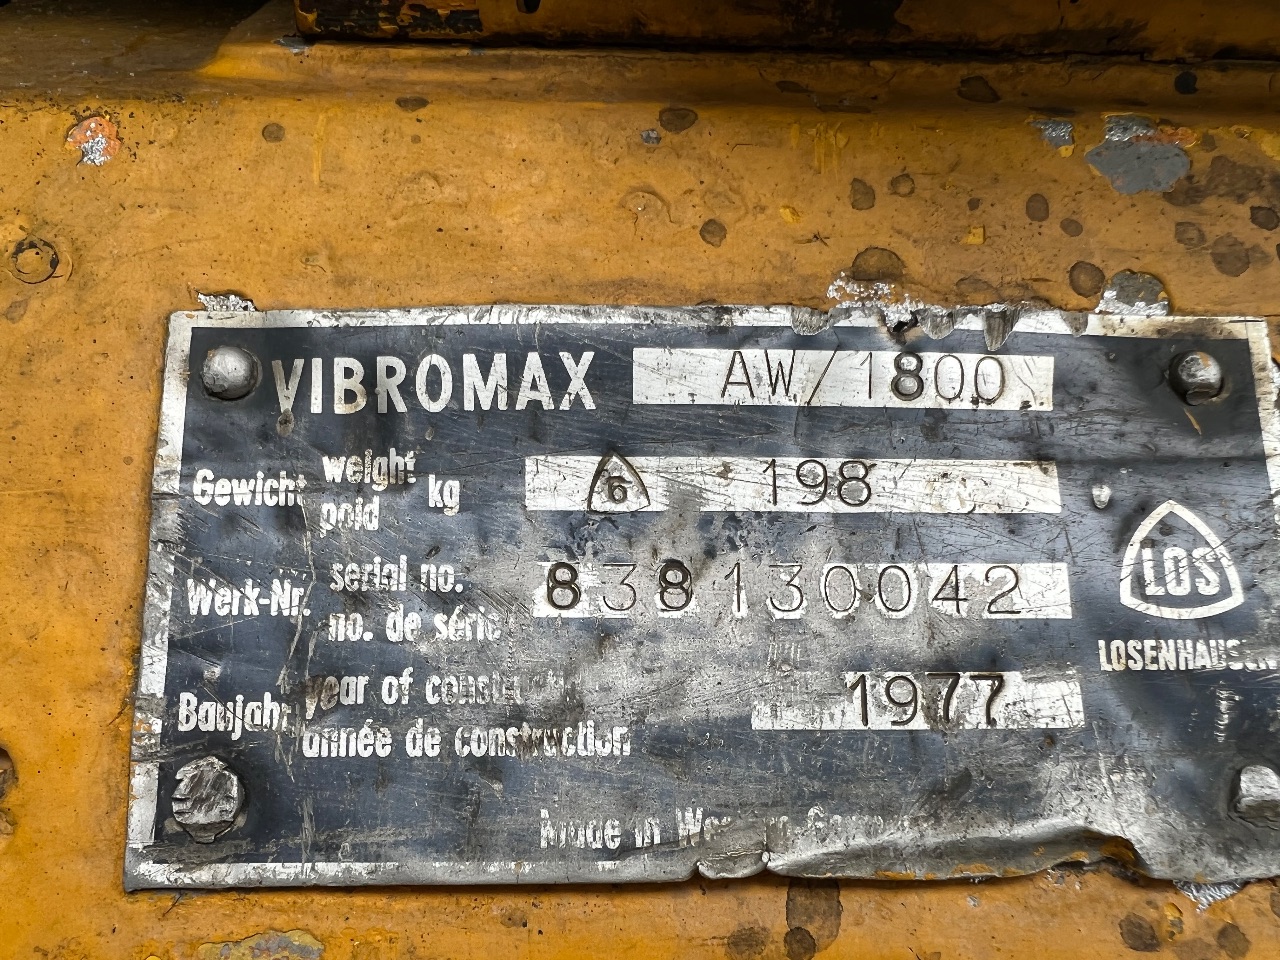 VIBROMAX AW/1800
Gewicht weight kg 6 198
poid
Werk-Nr. serial no. 838130042
no. de série
LOS
LOSENHAUSEN
Baujahr year of construction 1977
année de construction
Made in Western Germany